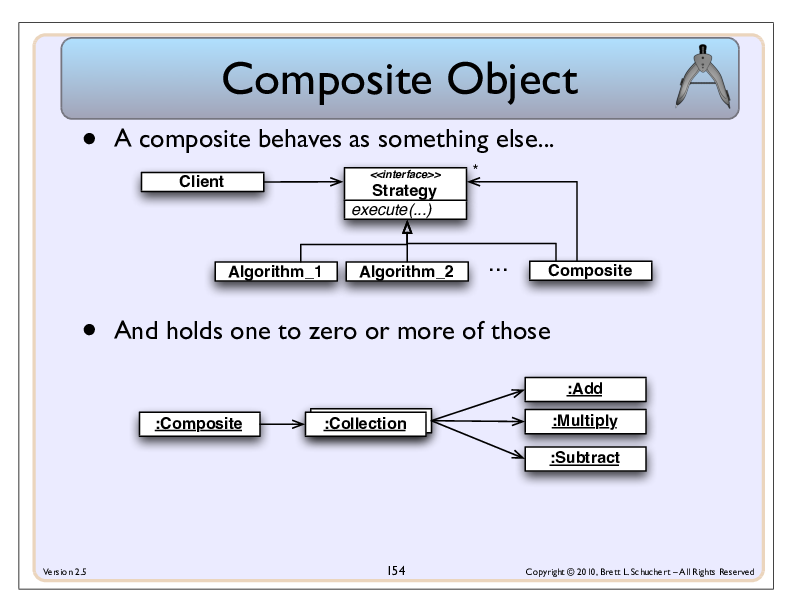 Composite Object
• A composite behaves as something else...
Client
<<interface>>
*
Strategy
execute(...)
Algorithm_1
Algorithm_2
...
Composite
• And holds one to zero or more of those
:Composite
:Collection
:Add
:Multiply
:Subtract
Version 2.5
154
Copyright © 2010, Brett L. Schuchert – All Rights Reserved